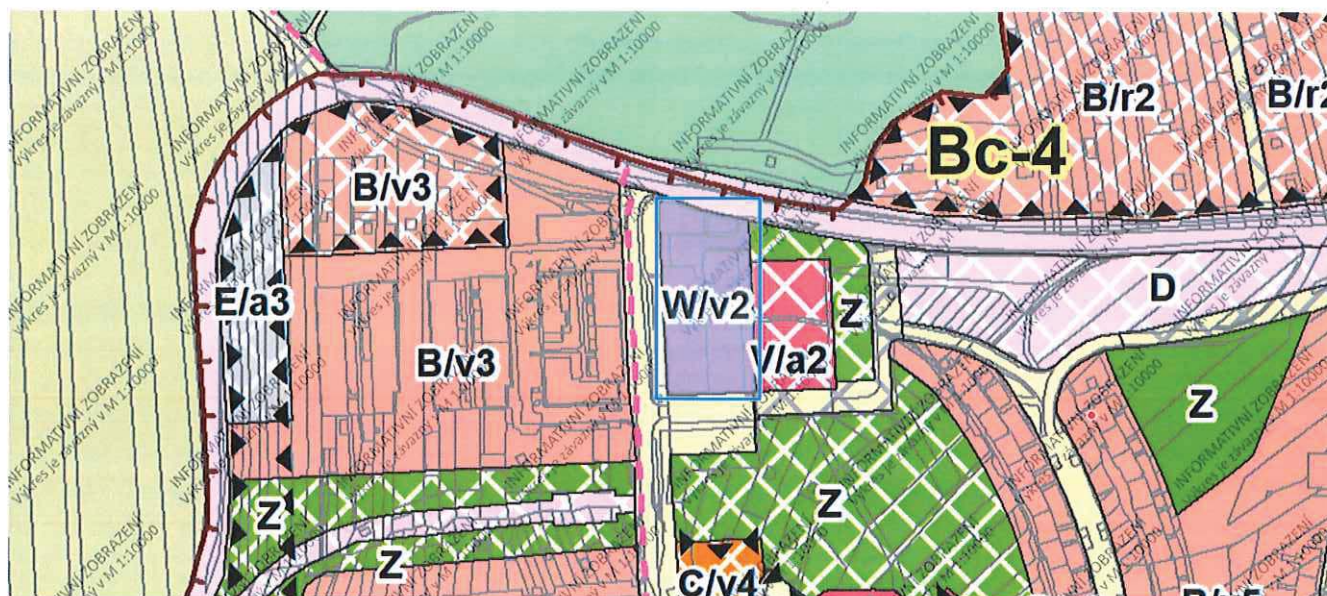 B/r2
B/r2
Bc-4
B/v3
E/a3
W/v2
D
V/a2
Z
B/v3
Z
Z
Z
Z
C/v4
INFORMATIVNÍ ZOBRAZENÍ
Výkres je závazný v M 1:10000